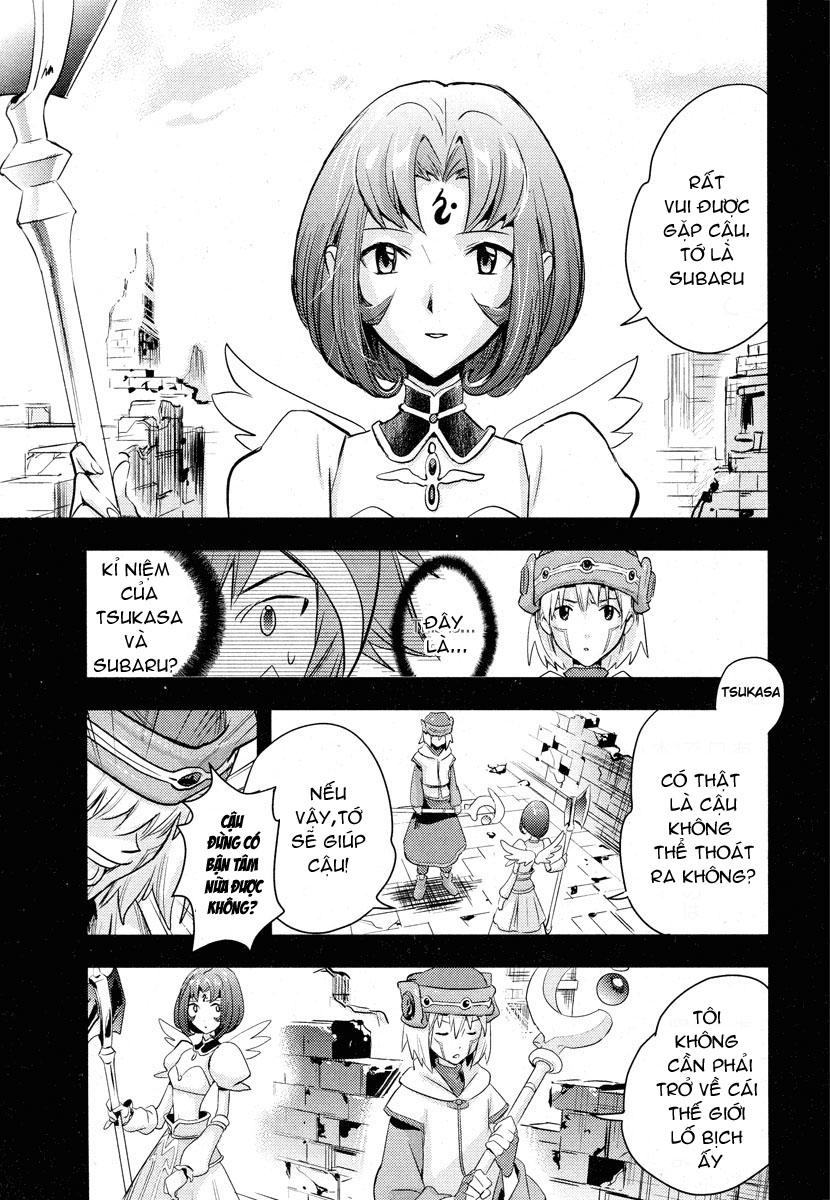 RẤT
VUI ĐƯỢC
GẶP CẬU.
TỚ LÀ
SUBARU
ĐÂY...
LÀ...
KỈ NIỆM
CỦA
TSUKASA
VÀ
SUBARU?
TSUKASA
CÓ THẬT
LÀ CẬU
KHÔNG
THỂ THOÁT
RA KHÔNG?
NẾU
VẬY,TỚ
SẼ GIÚP
CẬU!
CẬU
ĐỪNG CÓ
BẬN TÂM
NỮA ĐƯỢC
KHÔNG?
TÔI
KHÔNG
CẦN PHẢI
TRỞ VỀ CÁI
THẾ GIỚI
LỐ BỊCH
ẤY